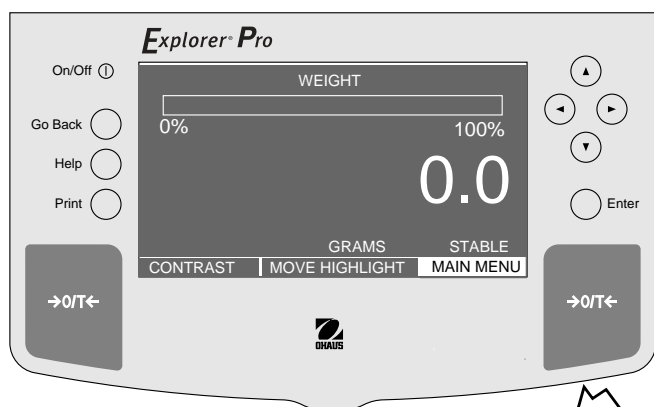 Explorer® Pro
On/Off
WEIGHT
0% 100%
Go Back
Help
Print
0.0
Enter
GRAMS STABLE
CONTRAST MOVE HIGHLIGHT MAIN MENU
→0/T←
→0/T←
OHAUS